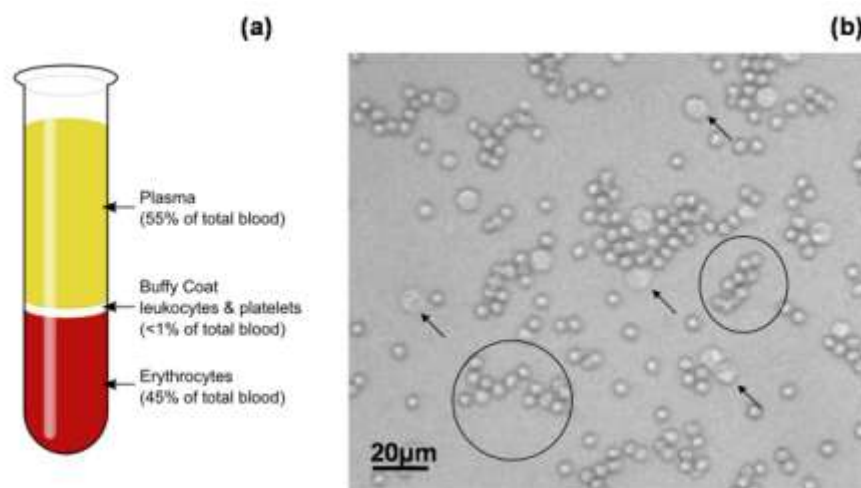 (a)
Plasma
(55% of total blood)
Buffy Coat
leukocytes & platelets
(<1% of total blood)
Erythrocytes
(45% of total blood)
(b)
20µm